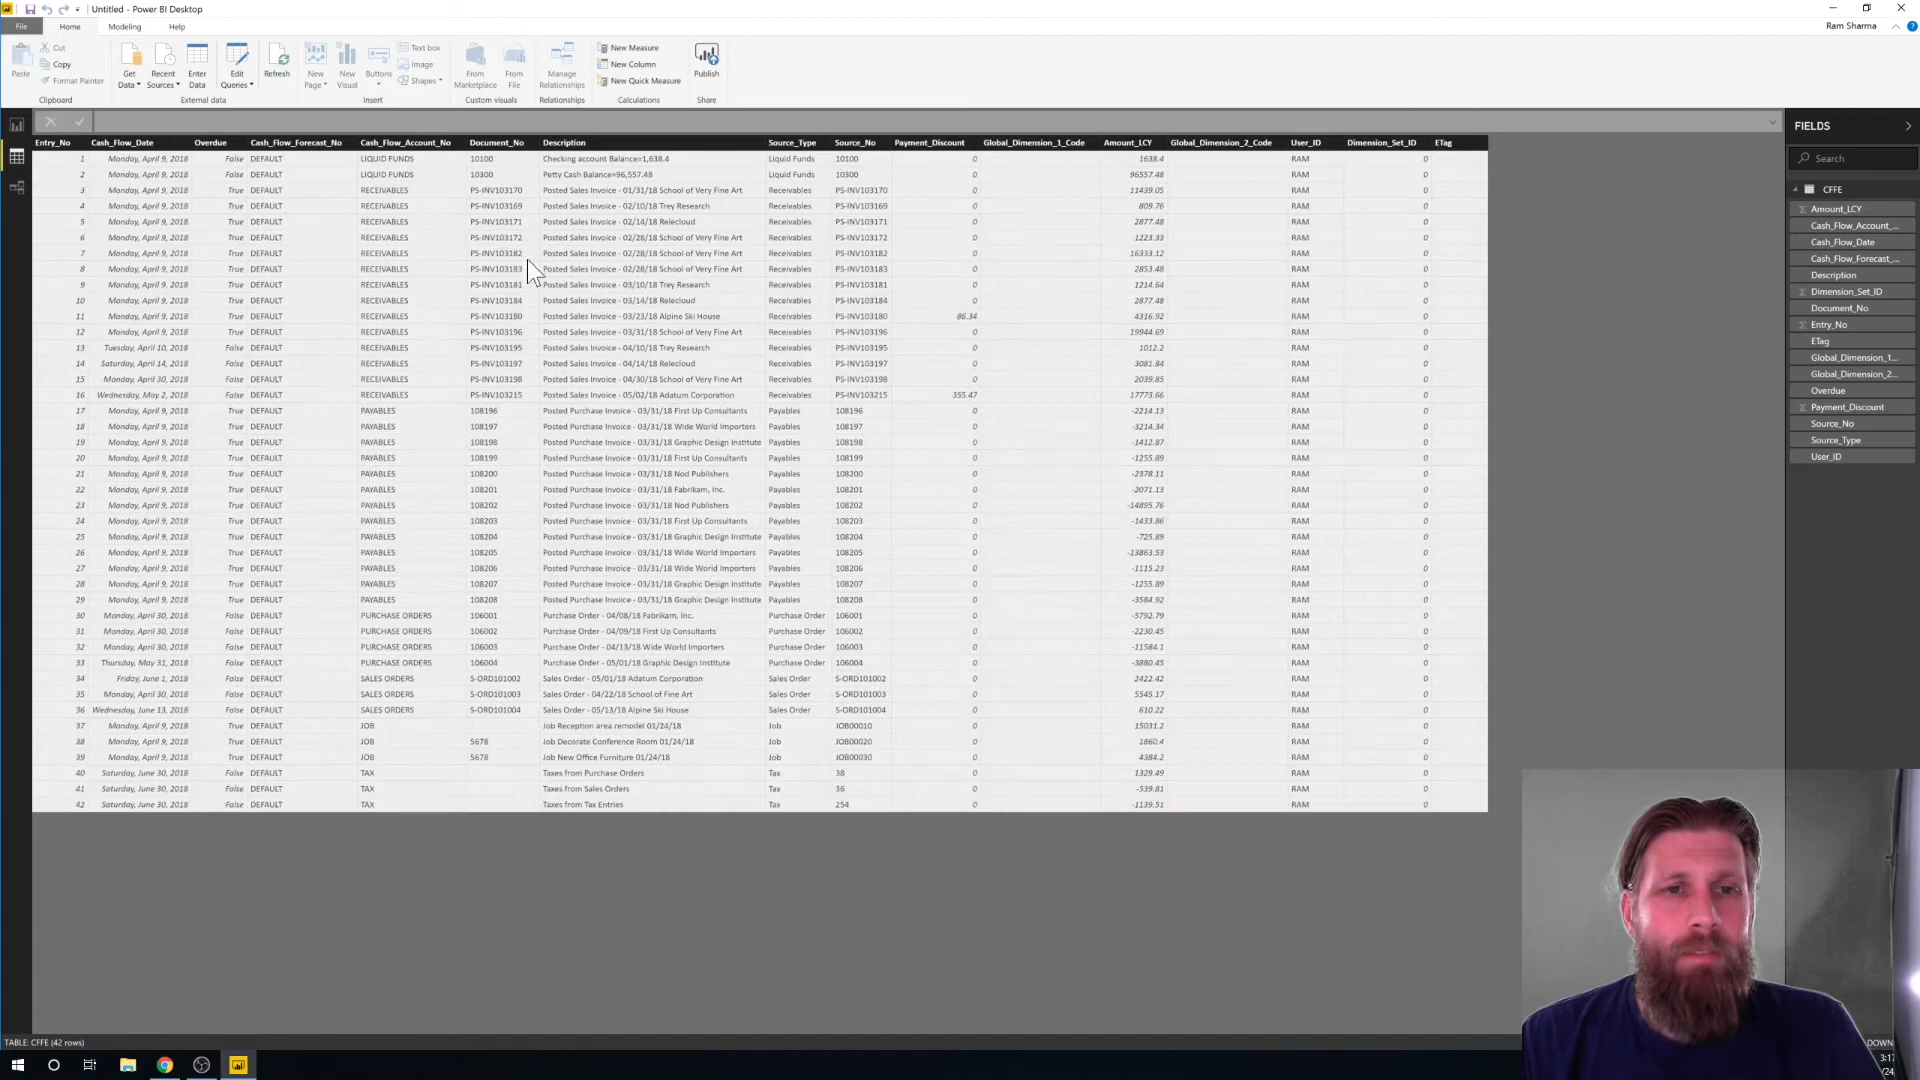 Untitled - Power BI Desktop
File Home Modeling Help Ram Sharma
Paste Cut Copy Format Painter Clipboard
Get Data Recent Sources Enter Data Edit Queries Refresh External data
New Page New Visual Buttons Text box Image Shapes Insert
From Marketplace From File Custom visuals
Manage Relationships Relationships
New Measure New Column New Quick Measure Calculations
Publish Share
Entry_No Cash_Flow_Date Overdue Cash_Flow_Forecast_No Cash_Flow_Account_No Document_No Description Source_Type Source_No Payment_Discount Global_Dimension_1_Code Amount_LCY Global_Dimension_2_Code User_ID Dimension_Set_ID ETag
1 Monday, April 9, 2018 False DEFAULT LIQUID FUNDS 10100 Checking account Balance=1,638.4 Liquid Funds 10100 0 1638.4 RAM 0
2 Monday, April 9, 2018 False DEFAULT LIQUID FUNDS 10300 Petty Cash Balance=96,557.48 Liquid Funds 10300 0 96557.48 RAM 0
3 Monday, April 9, 2018 True DEFAULT RECEIVABLES PS-INV103170 Posted Sales Invoice - 01/31/18 School of Very Fine Art Receivables PS-INV103170 0 11439.05 RAM 0
4 Monday, April 9, 2018 True DEFAULT RECEIVABLES PS-INV103169 Posted Sales Invoice - 02/10/18 Trey Research Receivables PS-INV103169 0 809.76 RAM 0
5 Monday, April 9, 2018 True DEFAULT RECEIVABLES PS-INV103171 Posted Sales Invoice - 02/14/18 Relecloud Receivables PS-INV103171 0 2877.48 RAM 0
6 Monday, April 9, 2018 True DEFAULT RECEIVABLES PS-INV103172 Posted Sales Invoice - 02/28/18 School of Very Fine Art Receivables PS-INV103172 0 1223.33 RAM 0
7 Monday, April 9, 2018 True DEFAULT RECEIVABLES PS-INV103182 Posted Sales Invoice - 02/28/18 School of Very Fine Art Receivables PS-INV103182 0 16333.12 RAM 0
8 Monday, April 9, 2018 True DEFAULT RECEIVABLES PS-INV103183 Posted Sales Invoice - 02/28/18 School of Very Fine Art Receivables PS-INV103183 0 2853.48 RAM 0
9 Monday, April 9, 2018 True DEFAULT RECEIVABLES PS-INV103181 Posted Sales Invoice - 03/10/18 Trey Research Receivables PS-INV103181 0 1214.64 RAM 0
10 Monday, April 9, 2018 True DEFAULT RECEIVABLES PS-INV103184 Posted Sales Invoice - 03/14/18 Relecloud Receivables PS-INV103184 0 2877.48 RAM 0
11 Monday, April 9, 2018 True DEFAULT RECEIVABLES PS-INV103180 Posted Sales Invoice - 03/23/18 Alpine Ski House Receivables PS-INV103180 86.34 4316.92 RAM 0
12 Monday, April 9, 2018 True DEFAULT RECEIVABLES PS-INV103196 Posted Sales Invoice - 03/31/18 School of Very Fine Art Receivables PS-INV103196 0 19944.69 RAM 0
13 Tuesday, April 10, 2018 False DEFAULT RECEIVABLES PS-INV103195 Posted Sales Invoice - 04/10/18 Trey Research Receivables PS-INV103195 0 1012.2 RAM 0
14 Saturday, April 14, 2018 False DEFAULT RECEIVABLES PS-INV103197 Posted Sales Invoice - 04/14/18 Relecloud Receivables PS-INV103197 0 3081.84 RAM 0
15 Monday, April 30, 2018 False DEFAULT RECEIVABLES PS-INV103198 Posted Sales Invoice - 04/30/18 School of Very Fine Art Receivables PS-INV103198 0 2039.85 RAM 0
16 Wednesday, May 2, 2018 False DEFAULT RECEIVABLES PS-INV103215 Posted Sales Invoice - 05/02/18 Adatum Corporation Receivables PS-INV103215 355.47 17773.66 RAM 0
17 Monday, April 9, 2018 True DEFAULT PAYABLES 108196 Posted Purchase Invoice - 03/31/18 First Up Consultants Payables 108196 0 -2214.13 RAM 0
18 Monday, April 9, 2018 True DEFAULT PAYABLES 108197 Posted Purchase Invoice - 03/31/18 Wide World Importers Payables 108197 0 -3214.34 RAM 0
19 Monday, April 9, 2018 True DEFAULT PAYABLES 108198 Posted Purchase Invoice - 03/31/18 Graphic Design Institute Payables 108198 0 -1412.87 RAM 0
20 Monday, April 9, 2018 True DEFAULT PAYABLES 108199 Posted Purchase Invoice - 03/31/18 First Up Consultants Payables 108199 0 -1255.89 RAM 0
21 Monday, April 9, 2018 True DEFAULT PAYABLES 108200 Posted Purchase Invoice - 03/31/18 Nod Publishers Payables 108200 0 -2378.11 RAM 0
22 Monday, April 9, 2018 True DEFAULT PAYABLES 108201 Posted Purchase Invoice - 03/31/18 Fabrikam, Inc. Payables 108201 0 -2071.13 RAM 0
23 Monday, April 9, 2018 True DEFAULT PAYABLES 108202 Posted Purchase Invoice - 03/31/18 Nod Publishers Payables 108202 0 -14895.76 RAM 0
24 Monday, April 9, 2018 True DEFAULT PAYABLES 108203 Posted Purchase Invoice - 03/31/18 First Up Consultants Payables 108203 0 -1433.86 RAM 0
25 Monday, April 9, 2018 True DEFAULT PAYABLES 108204 Posted Purchase Invoice - 03/31/18 Graphic Design Institute Payables 108204 0 -725.89 RAM 0
26 Monday, April 9, 2018 True DEFAULT PAYABLES 108205 Posted Purchase Invoice - 03/31/18 Wide World Importers Payables 108205 0 -13863.53 RAM 0
27 Monday, April 9, 2018 True DEFAULT PAYABLES 108206 Posted Purchase Invoice - 03/31/18 Wide World Importers Payables 108206 0 -1115.23 RAM 0
28 Monday, April 9, 2018 True DEFAULT PAYABLES 108207 Posted Purchase Invoice - 03/31/18 Graphic Design Institute Payables 108207 0 -1255.89 RAM 0
29 Monday, April 9, 2018 True DEFAULT PAYABLES 108208 Posted Purchase Invoice - 03/31/18 Graphic Design Institute Payables 108208 0 -3584.92 RAM 0
30 Monday, April 30, 2018 False DEFAULT PURCHASE ORDERS 106001 Purchase Order - 04/08/18 Fabrikam, Inc. Purchase Order 106001 0 -5792.79 RAM 0
31 Monday, April 30, 2018 False DEFAULT PURCHASE ORDERS 106002 Purchase Order - 04/09/18 First Up Consultants Purchase Order 106002 0 -2230.45 RAM 0
32 Monday, April 30, 2018 False DEFAULT PURCHASE ORDERS 106003 Purchase Order - 04/13/18 Wide World Importers Purchase Order 106003 0 -11584.1 RAM 0
33 Thursday, May 31, 2018 False DEFAULT PURCHASE ORDERS 106004 Purchase Order - 05/01/18 Graphic Design Institute Purchase Order 106004 0 -3880.45 RAM 0
34 Friday, June 1, 2018 False DEFAULT SALES ORDERS S-ORD101002 Sales Order - 05/01/18 Adatum Corporation Sales Order S-ORD101002 0 2422.42 RAM 0
35 Monday, April 30, 2018 False DEFAULT SALES ORDERS S-ORD101003 Sales Order - 04/22/18 School of Fine Art Sales Order S-ORD101003 0 5545.17 RAM 0
36 Wednesday, June 13, 2018 False DEFAULT SALES ORDERS S-ORD101004 Sales Order - 05/13/18 Alpine Ski House Sales Order S-ORD101004 0 610.22 RAM 0
37 Monday, April 9, 2018 True DEFAULT JOB Job Reception area remodel 01/24/18 Job JOB00010 0 15031.2 RAM 0
38 Monday, April 9, 2018 True DEFAULT JOB 5678 Job Decorate Conference Room 01/24/18 Job JOB00020 0 1860.4 RAM 0
39 Monday, April 9, 2018 True DEFAULT JOB 5678 Job New Office Furniture 01/24/18 Job JOB00030 0 4384.2 RAM 0
40 Saturday, June 30, 2018 False DEFAULT TAX Taxes from Purchase Orders Tax 38 0 1329.49 RAM 0
41 Saturday, June 30, 2018 False DEFAULT TAX Taxes from Sales Orders Tax 36 0 -539.81 RAM 0
42 Saturday, June 30, 2018 False DEFAULT TAX Taxes from Tax Entries Tax 254 0 -1139.51 RAM 0
FIELDS
Search
CFFE
Amount_LCY
Cash_Flow_Account_...
Cash_Flow_Date
Cash_Flow_Forecast_...
Description
Dimension_Set_ID
Document_No
Entry_No
ETag
Global_Dimension_1...
Global_Dimension_2...
Overdue
Payment_Discount
Source_No
Source_Type
User_ID
TABLE: CFFE (42 rows)